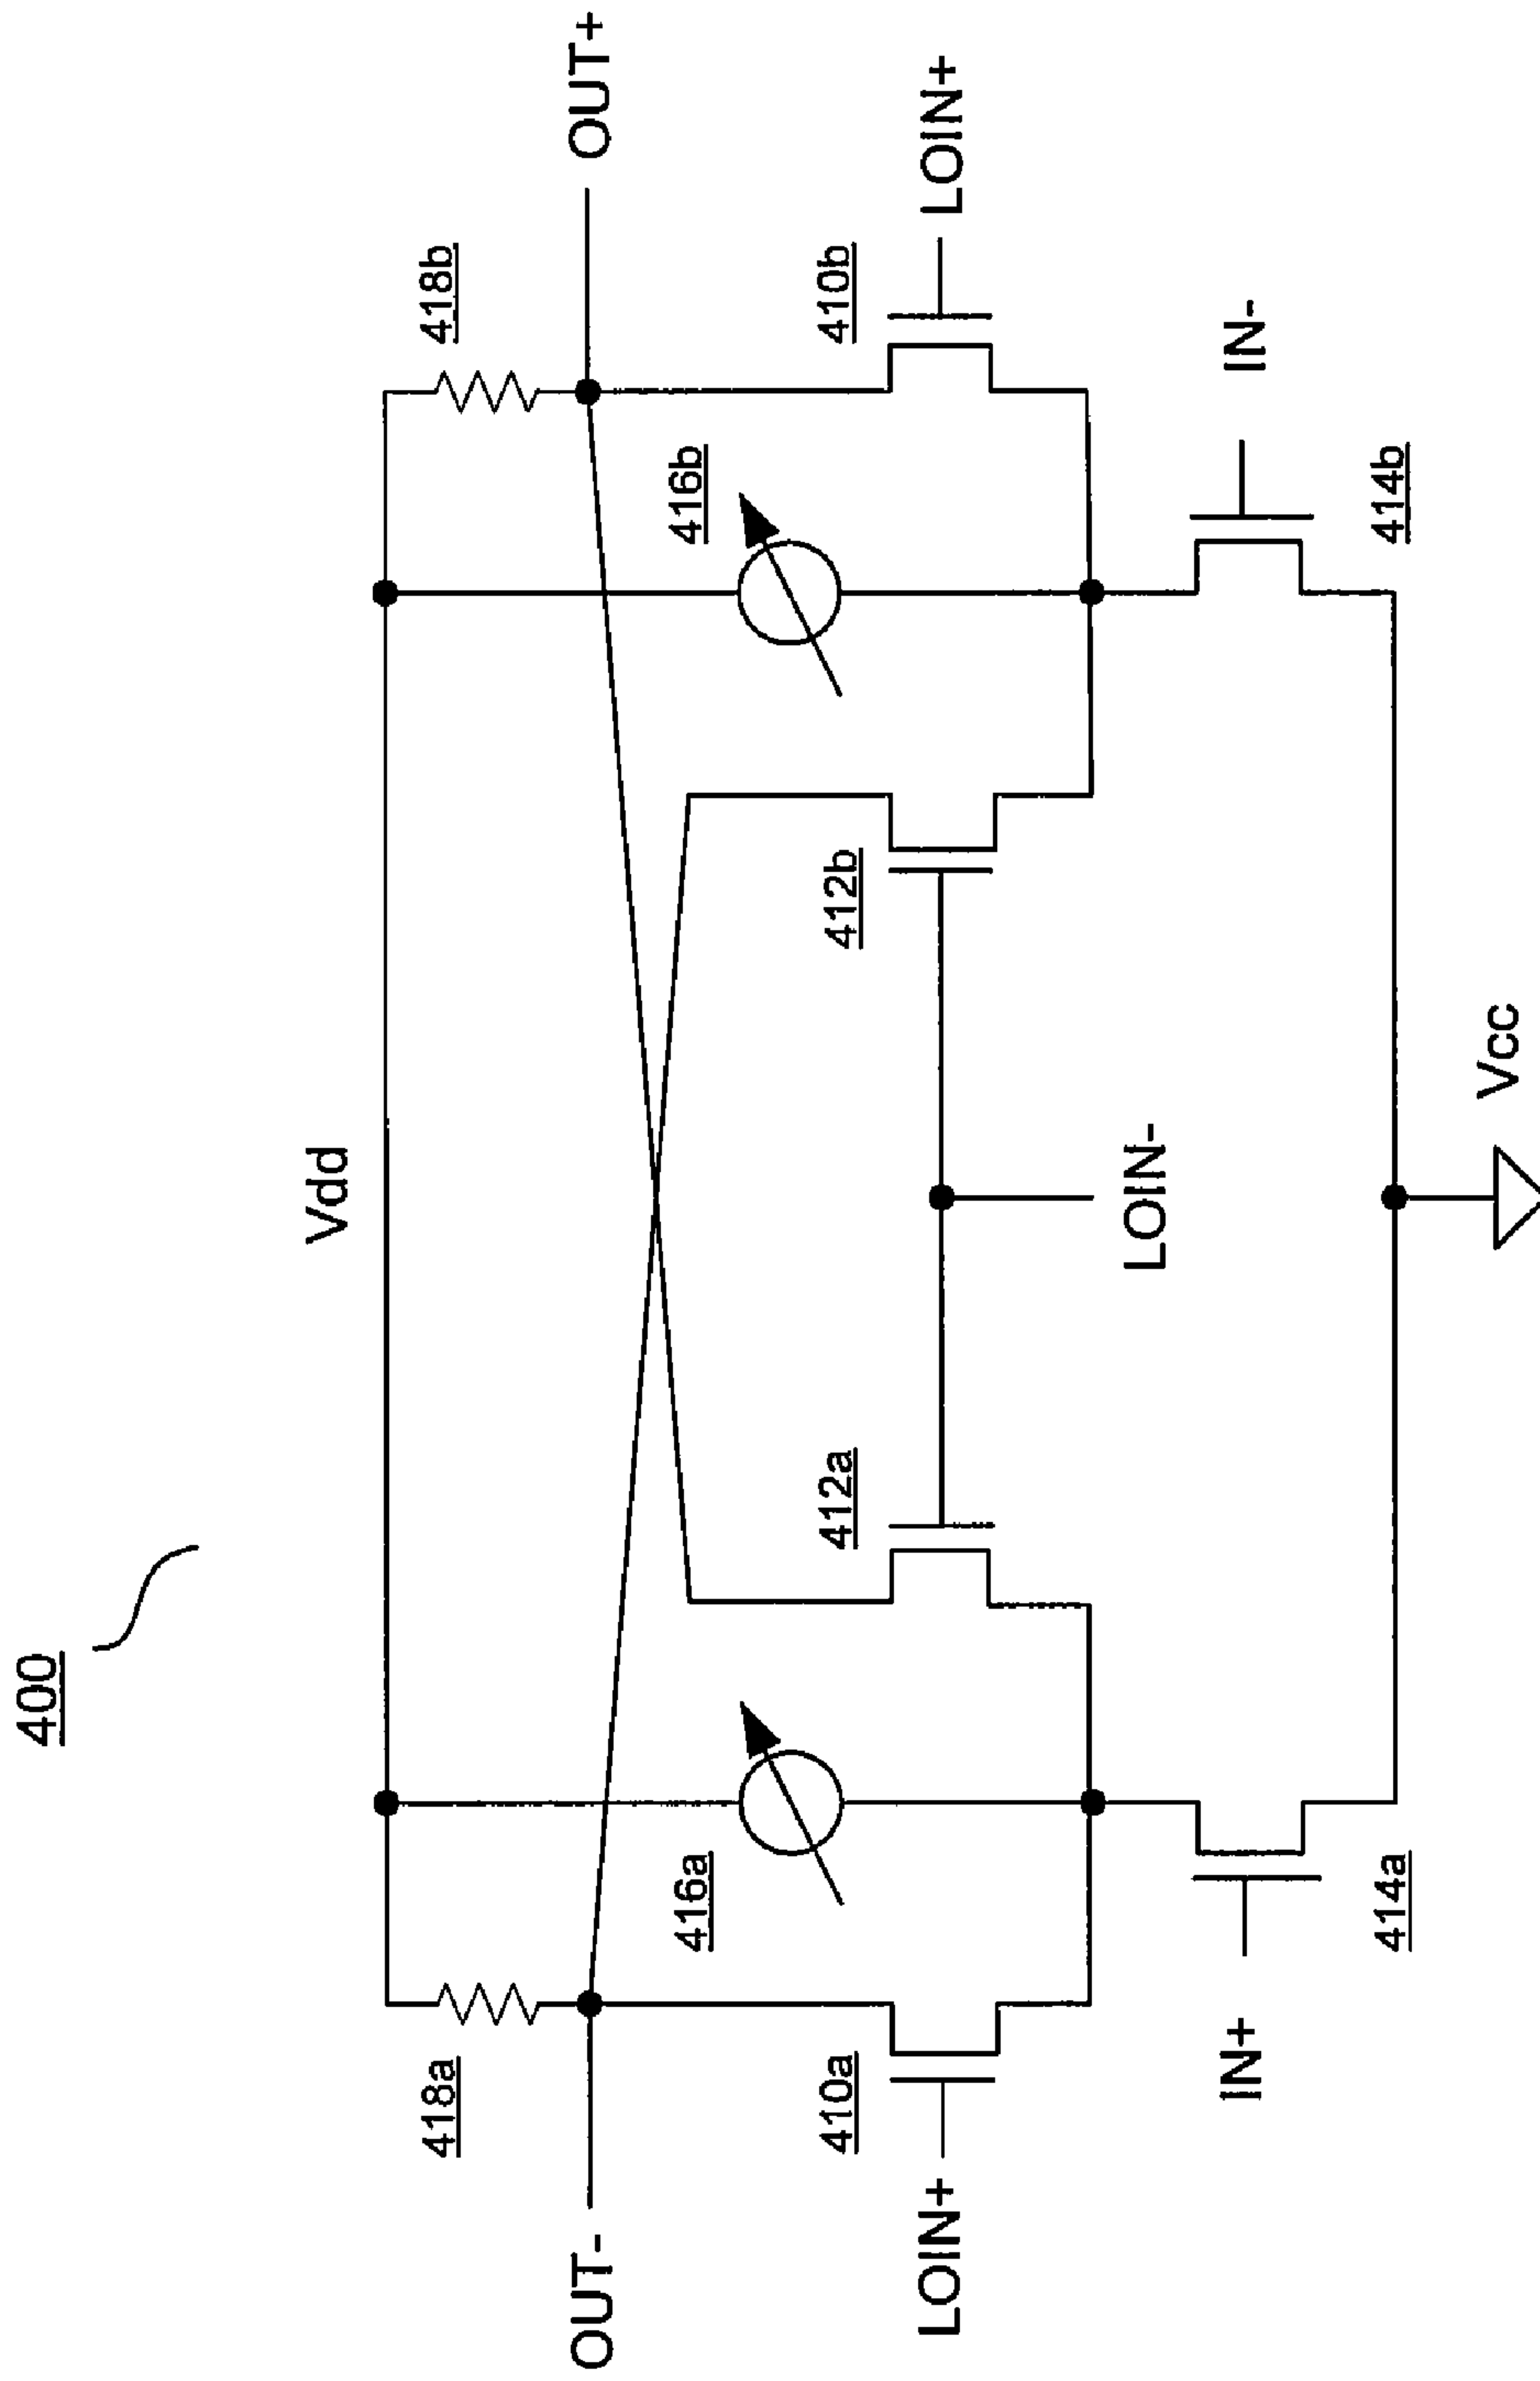 400
Vdd
418a
418b
OUT-
OUT+
416a
416b
410a
412a
412b
410b
LOIN+
LOIN+
LOIN-
IN+
IN-
414a
414b
Vcc